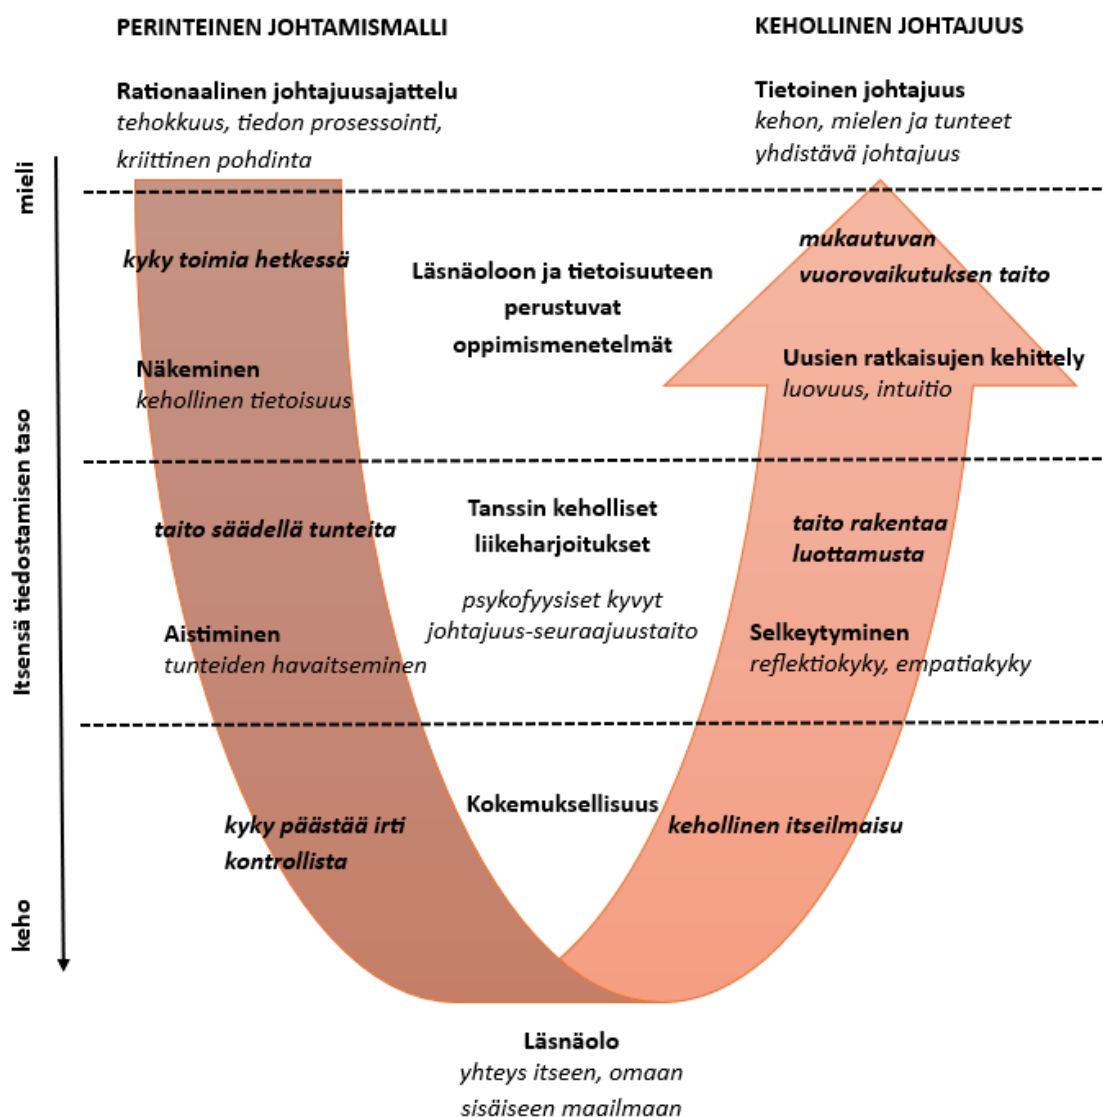 PERINTEINEN JOHTAMISMALLI
KEHOLLINEN JOHTAJUUS
Rationaalinen johtajuusajattelu
tehokkuus, tiedon prosessointi,
kriittinen pohdinta
Tietoinen johtajuus
kehon, mielen ja tunteet
yhdistävä johtajuus
mieli
Itsensä tiedostamisen taso
keho
kyky toimia hetkessä
Läsnäoloon ja tietoisuuteen
perustuvat
oppimismenetelmät
mukautuvan
vuorovaikutuksen taito
Näkeminen
kehollinen tietoisuus
Uusien ratkaisujen kehittely
luovuus, intuitio
taito säädellä tunteita
Tanssin keholliset
liikeharjoitukset
psykofyysiset kyvyt
johtajuus-seuraajuustaito
taito rakentaa
luottamusta
Aistiminen
tunteiden havaitseminen
Selkeytyminen
reflektiokyky, empatiakyky
kyky päästää irti
kontrollista
Kokemuksellisuus
kehollinen itseilmaisu
Läsnäolo
yhteys itseen, omaan
sisäiseen maailmaan